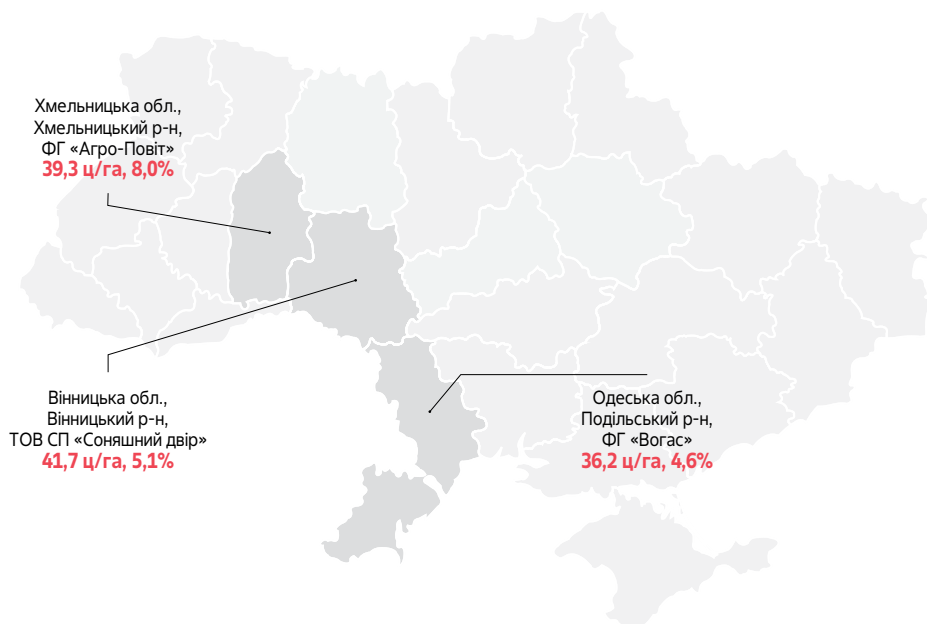 Хмельницька обл.,
Хмельницький р-н,
ФГ «Агро-Повіт»
39,3 ц/га, 8,0%
Вінницька обл.,
Вінницький р-н,
ТОВ СП «Соняшний двір»
41,7 ц/га, 5,1%
Одеська обл.,
Подільський р-н,
ФГ «Вогас»
36,2 ц/га, 4,6%